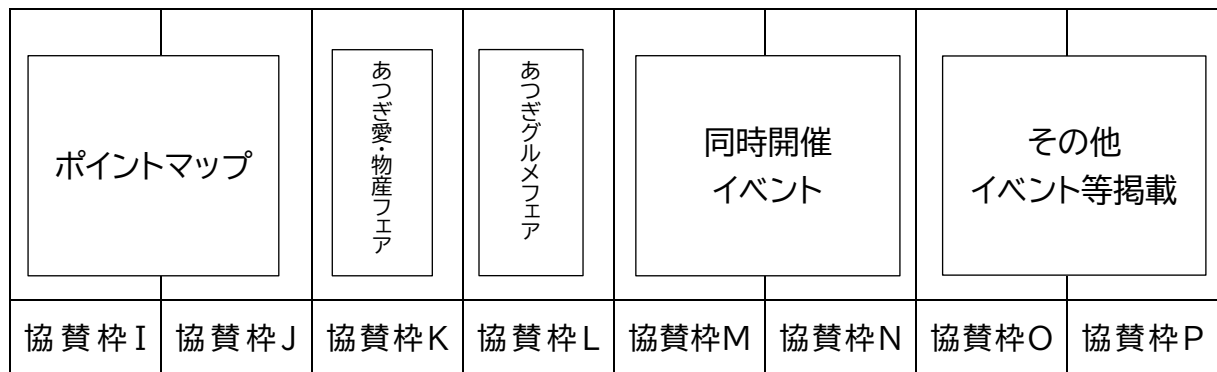 ポイントマップ
あつぎ愛・物産フェア
あつぎグルメフェア
同時開催
イベント
その他
イベント等掲載
協賛枠I
協賛枠J
協賛枠K
協賛枠L
協賛枠M
協賛枠N
協賛枠O
協賛枠P